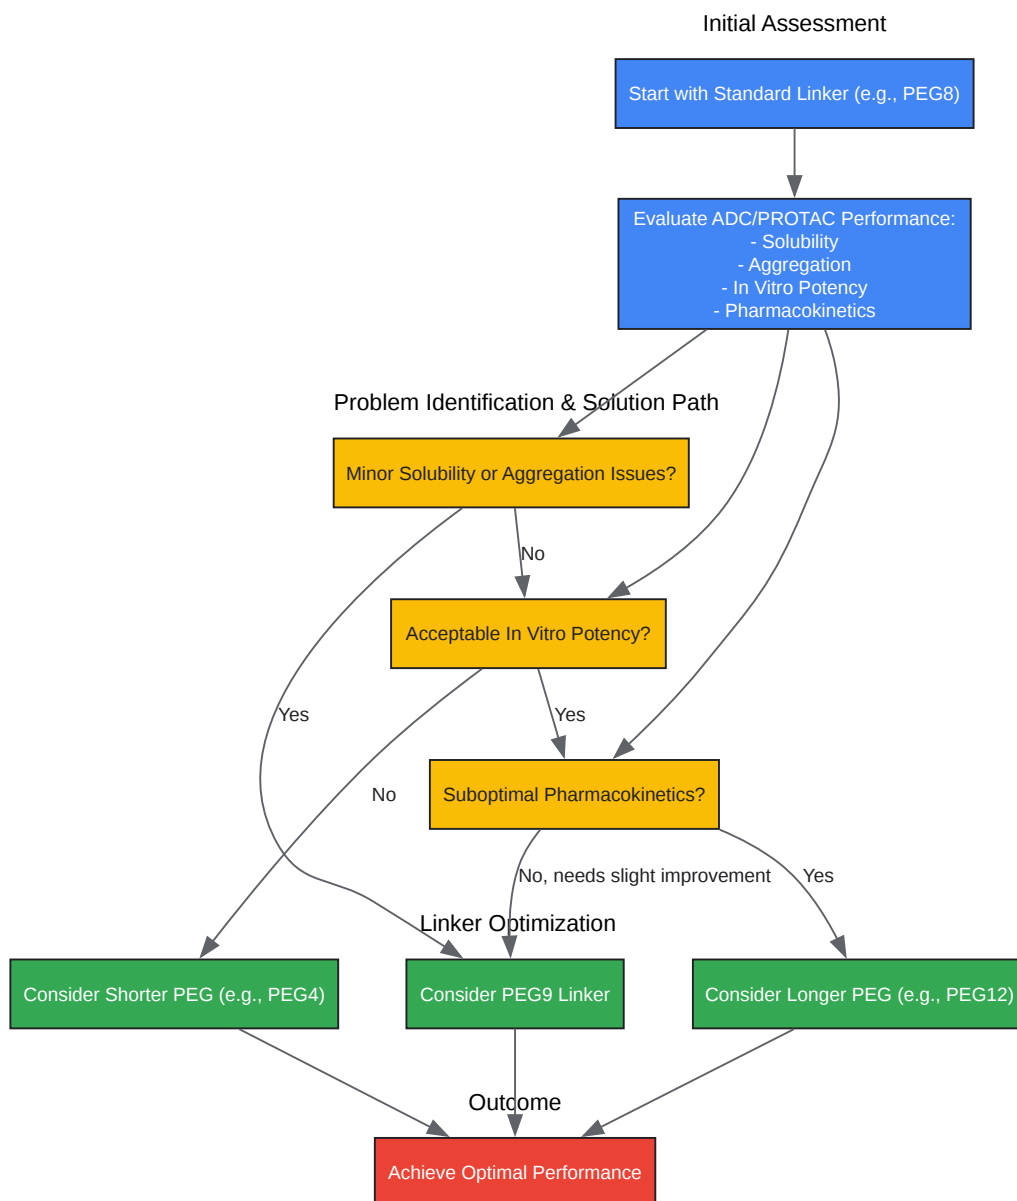 Initial Assessment
Start with Standard Linker (e.g., PEG8)
Evaluate ADC/PROTAC Performance:
- Solubility
- Aggregation
- In Vitro Potency
- Pharmacokinetics
Problem Identification & Solution Path
Minor Solubility or Aggregation Issues?
No
Acceptable In Vitro Potency?
Yes
Yes
No
Suboptimal Pharmacokinetics?
No, needs slight improvement
Yes
Linker Optimization
Consider Shorter PEG (e.g., PEG4)
Consider PEG9 Linker
Consider Longer PEG (e.g., PEG12)
Outcome
Achieve Optimal Performance